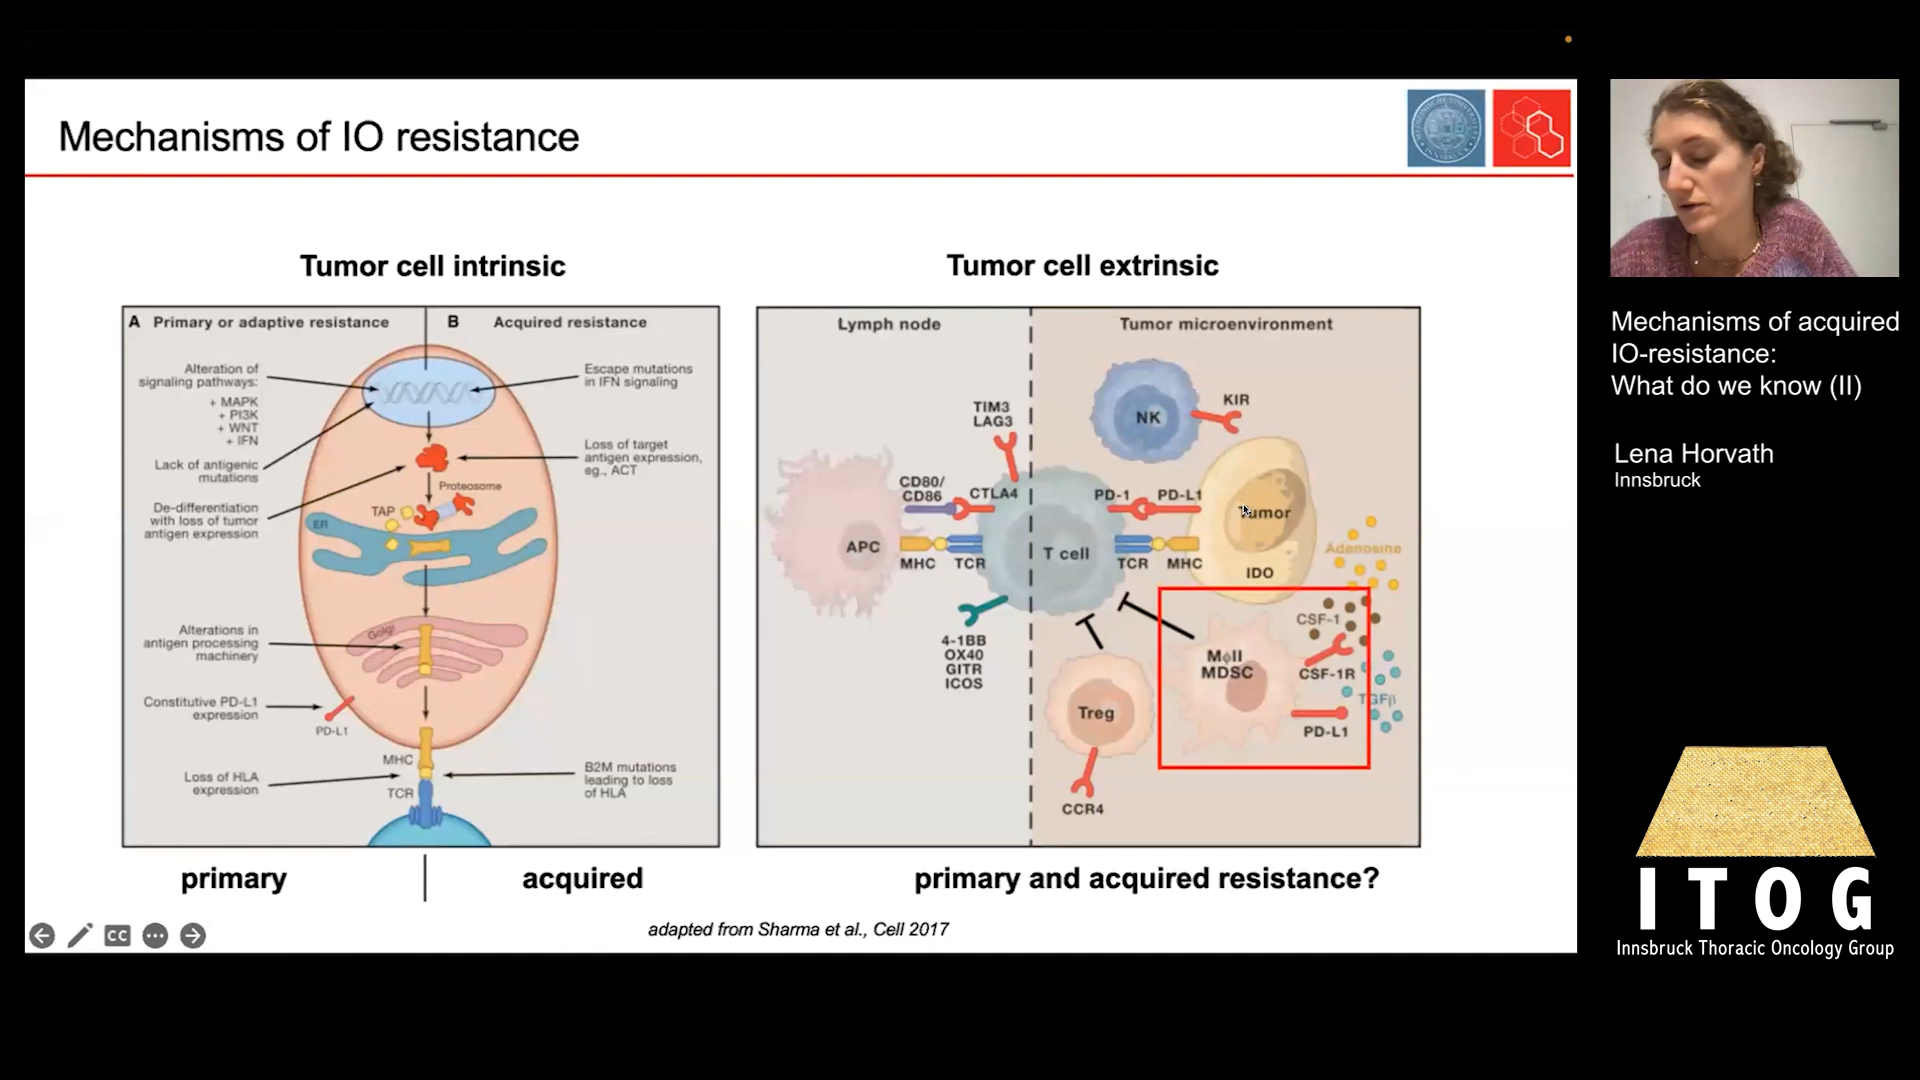 Mechanisms of IO resistance
Tumor cell intrinsic
A Primary or adaptive resistance
B Acquired resistance
Alteration of
signaling pathways:
+ MAPK
+ PI3K
+ WNT
+ IFN
Lack of antigenic
mutations
De-differentiation
with loss of tumor
antigen expression
Alterations in
antigen processing
machinery
Constitutive PD-L1
expression
Loss of HLA
expression
Escape mutations
in IFN signaling
Loss of target
antigen expression,
eg., ACT
B2M mutations
leading to loss
of HLA
Proteosome
TAP
ER
Golgi
PD-L1
MHC
TCR
primary
acquired
Tumor cell extrinsic
Lymph node
Tumor microenvironment
TIM3
LAG3
NK
KIR
CD80/
CD86
CTLA4
PD-1
PD-L1
Tumor
APC
T cell
MHC
TCR
TCR
MHC
IDO
Adenosine
4-1BB
OX40
GITR
ICOS
CSF-1
MϕII
MDSC
CSF-1R
TGFβ
PD-L1
Treg
CCR4
primary and acquired resistance?
adapted from Sharma et al., Cell 2017
CC
Mechanisms of acquired
IO-resistance:
What do we know (II)
Lena Horvath
Innsbruck
ITOG
Innsbruck Thoracic Oncology Group